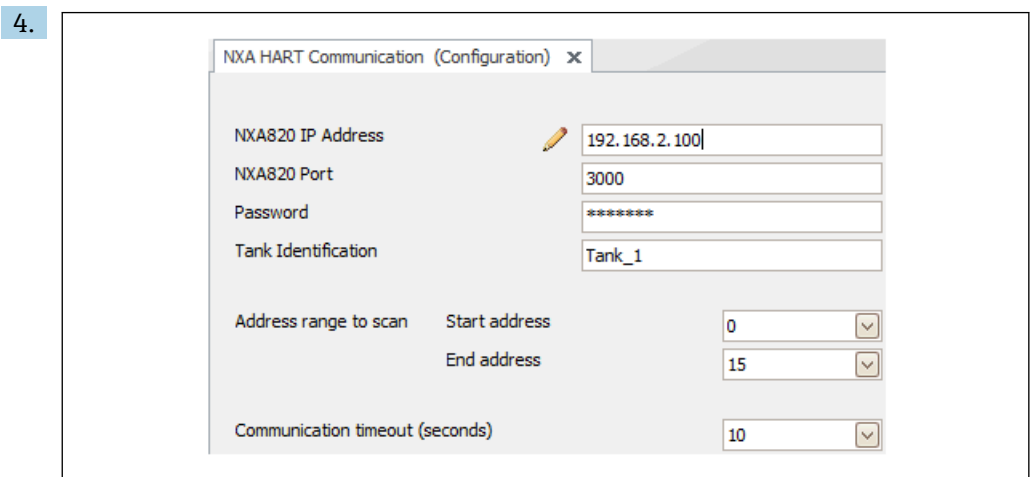 4.
NXA HART Communication (Configuration) x
NXA820 IP Address 192.168.2.100
NXA820 Port 3000
Password *******
Tank Identification Tank_1
Address range to scan Start address 0
End address 15
Communication timeout (seconds) 10